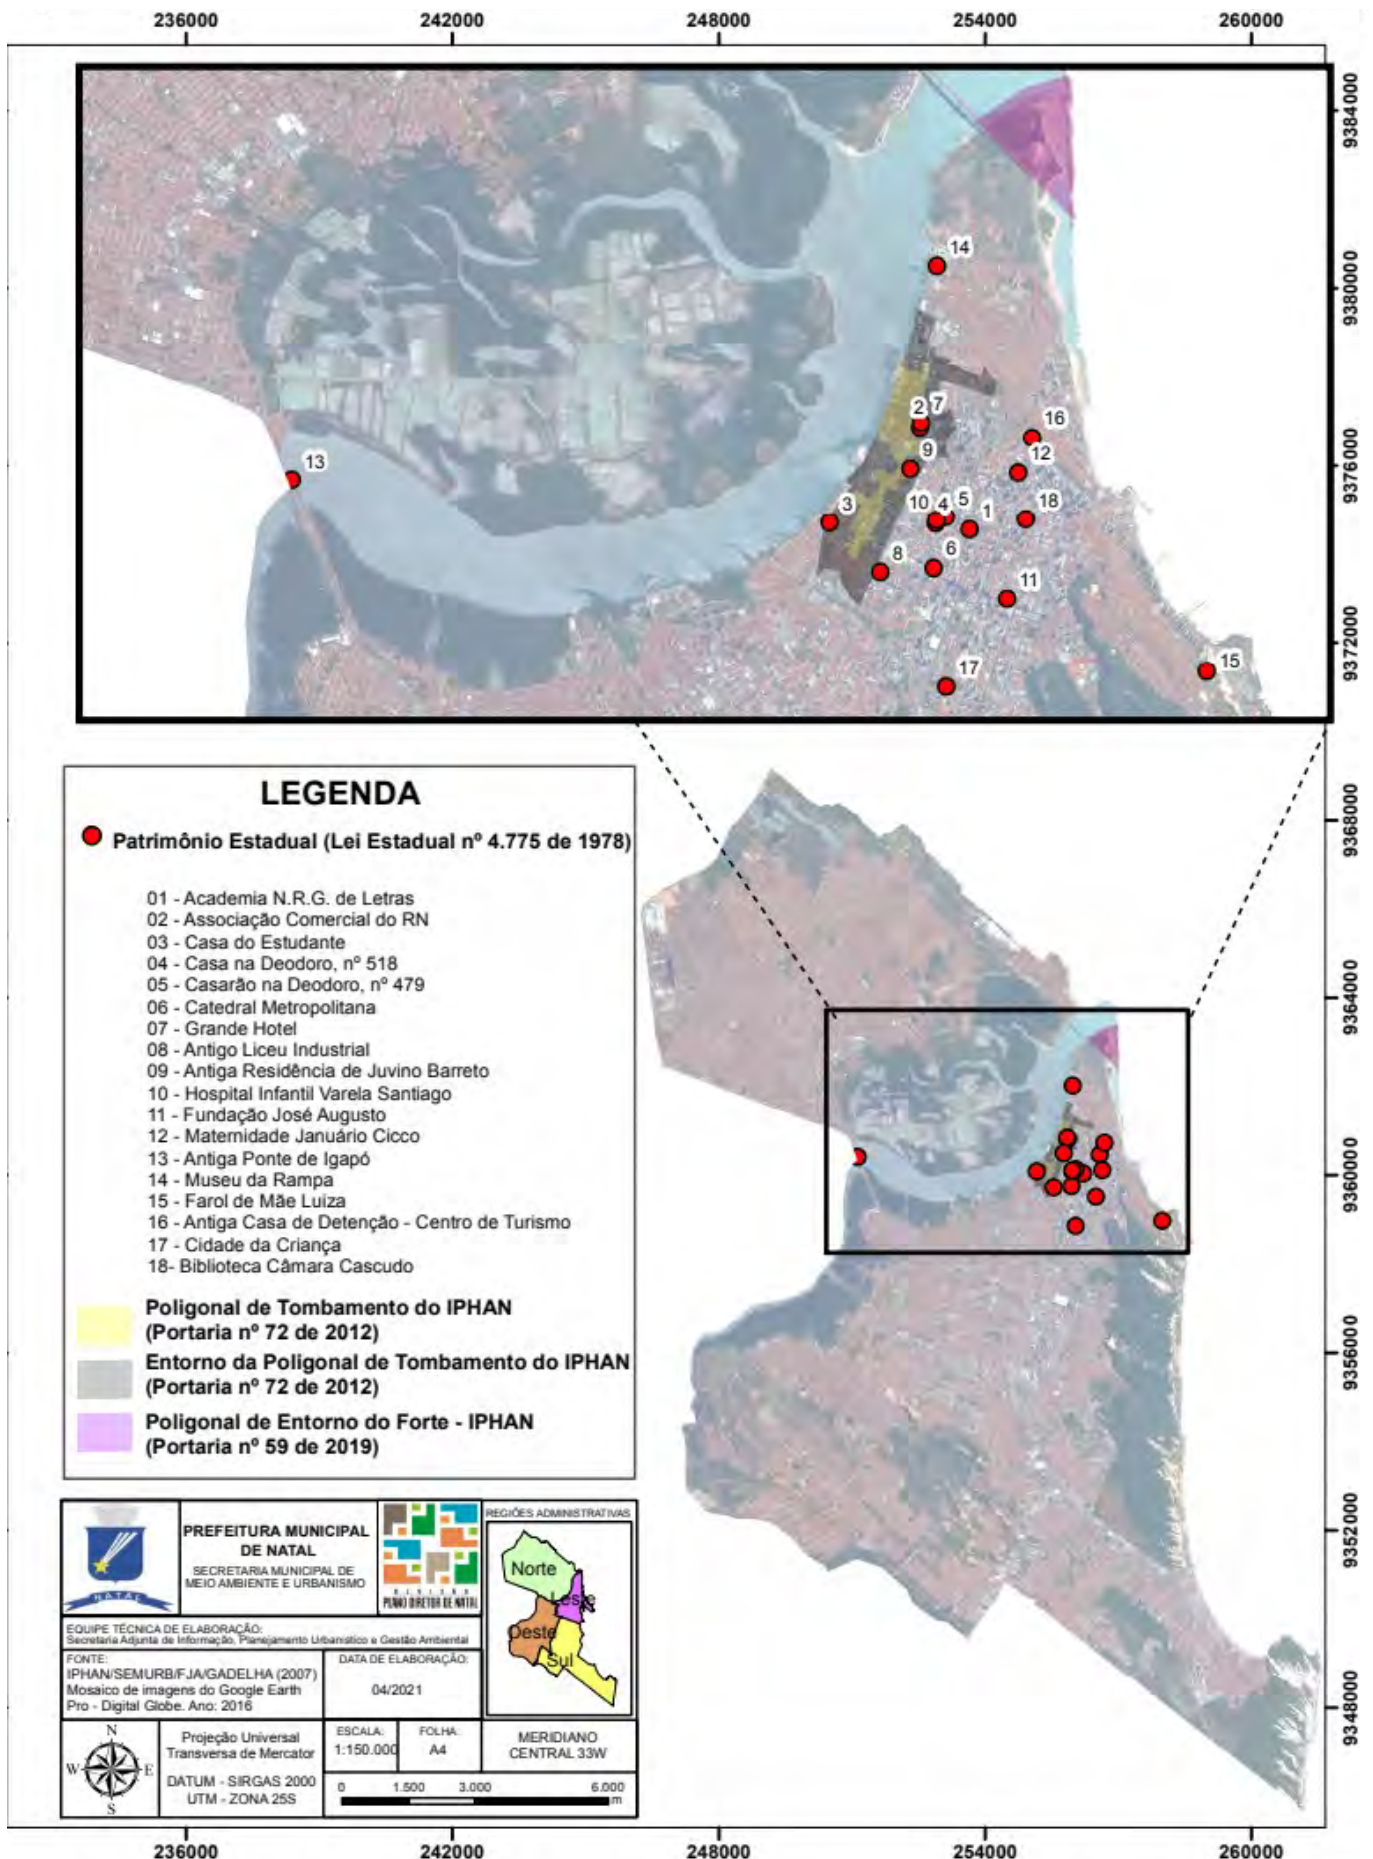 236000 242000 248000 254000 260000
9384000
9380000
9376000
9372000
9368000
9364000
9360000
9356000
9352000
9348000
14
2 7
16
9
12
13
3
10 4 5
1
18
8
6
11
15
17
LEGENDA
Patrimônio Estadual (Lei Estadual nº 4.775 de 1978)
01 - Academia N.R.G. de Letras
02 - Associação Comercial do RN
03 - Casa do Estudante
04 - Casa na Deodoro, nº 518
05 - Casarão na Deodoro, nº 479
06 - Catedral Metropolitana
07 - Grande Hotel
08 - Antigo Liceu Industrial
09 - Antiga Residência de Juvino Barreto
10 - Hospital Infantil Varela Santiago
11 - Fundação José Augusto
12 - Maternidade Januário Cicco
13 - Antiga Ponte de Igapó
14 - Museu da Rampa
15 - Farol de Mãe Luiza
16 - Antiga Casa de Detenção - Centro de Turismo
17 - Cidade da Criança
18- Biblioteca Câmara Cascudo
Poligonal de Tombamento do IPHAN
(Portaria nº 72 de 2012)
Entorno da Poligonal de Tombamento do IPHAN
(Portaria nº 72 de 2012)
Poligonal de Entorno do Forte - IPHAN
(Portaria nº 59 de 2019)
NATAL
PREFEITURA MUNICIPAL
DE NATAL
SECRETARIA MUNICIPAL DE
MEIO AMBIENTE E URBANISMO
REVISÃO
PLANO DIRETOR DE NATAL
REGIÕES ADMINISTRATIVAS
Norte
Leste
Oeste
Sul
EQUIPE TÉCNICA DE ELABORAÇÃO:
Secretaria Adjunta de Informação, Planejamento Urbanístico e Gestão Ambiental
FONTE:
IPHAN/SEMURB/FJA/GADELHA (2007)
Mosaico de imagens do Google Earth
Pro - Digital Globe. Ano: 2016
DATA DE ELABORAÇÃO:
04/2021
N
W E
S
Projeção Universal
Transversa de Mercator
DATUM - SIRGAS 2000
UTM - ZONA 25S
ESCALA:
1:150.000
FOLHA:
A4
MERIDIANO
CENTRAL 33W
0 1.500 3.000 6.000
m
236000 242000 248000 254000 260000